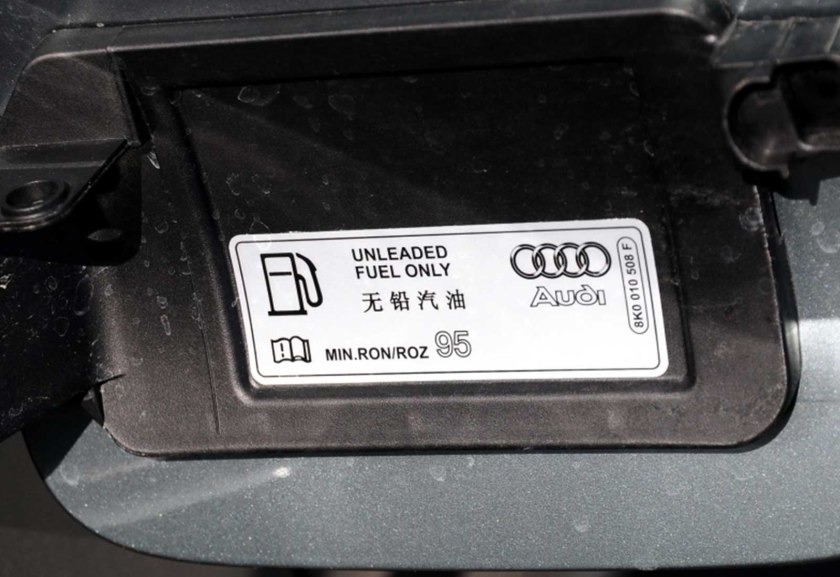 UNLEADED
FUEL ONLY
无铅汽油
MIN.RON/ROZ 95
Audi
8K0 010 508 F